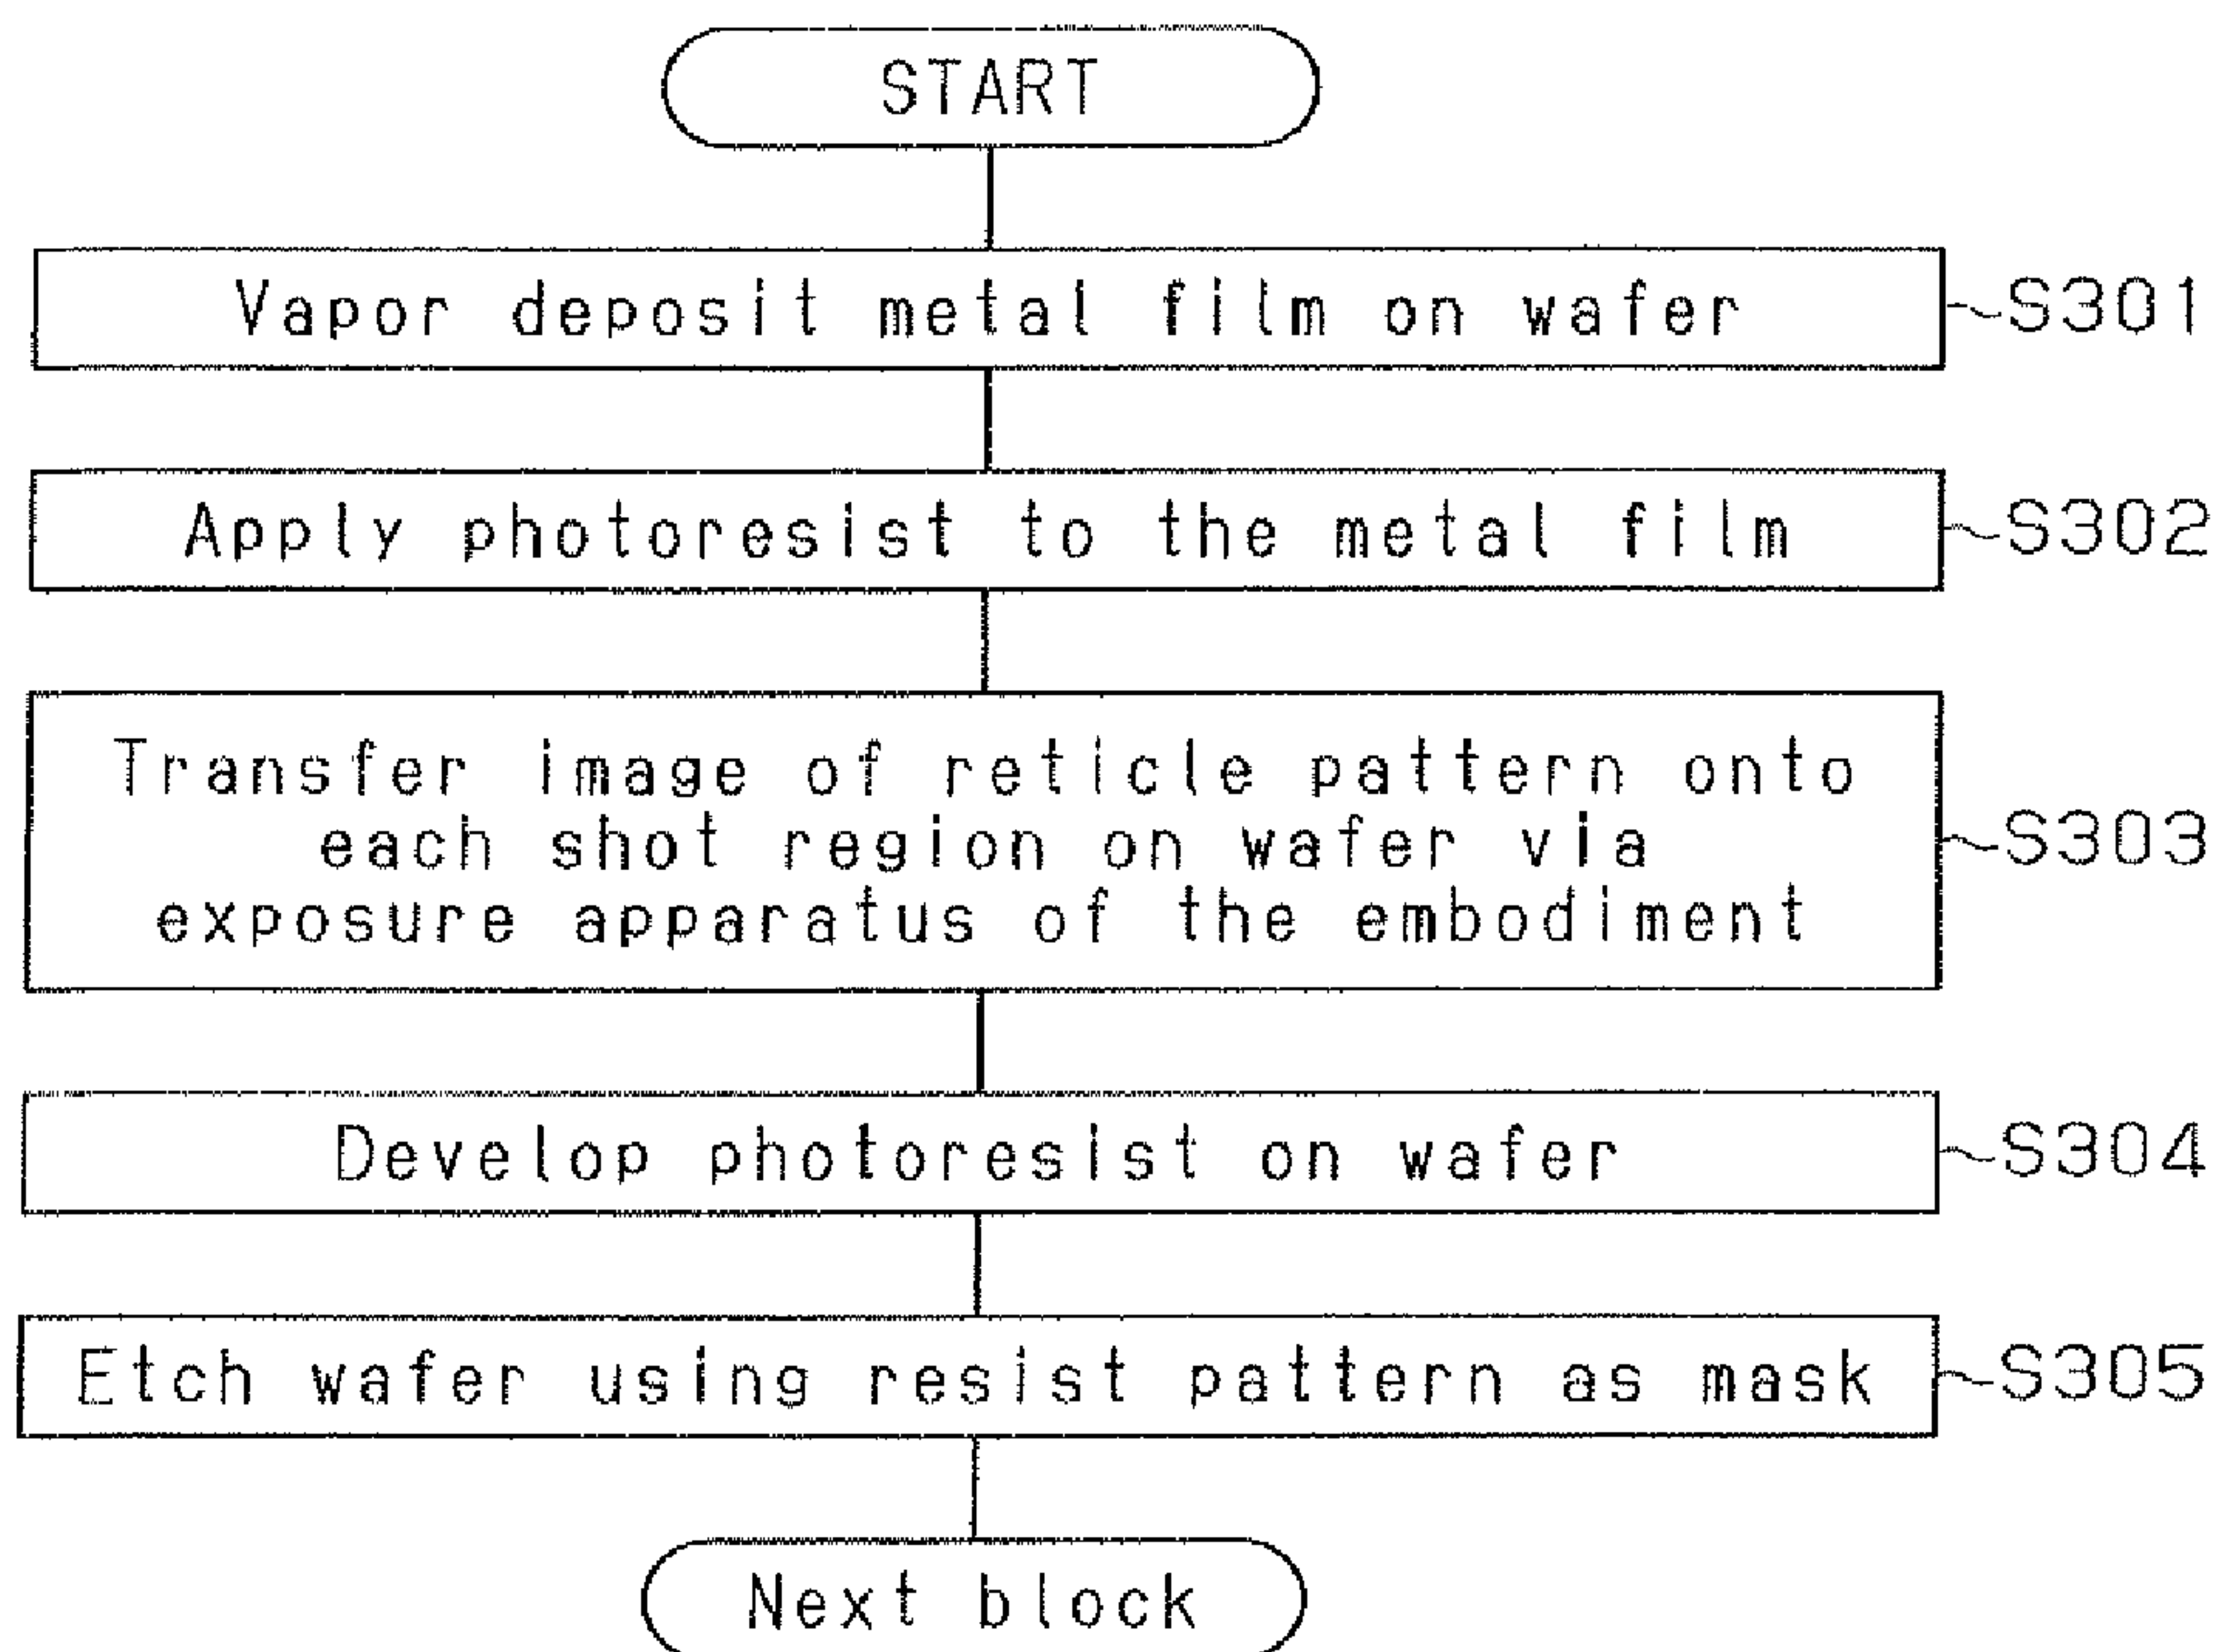 START
Vapor deposit metal film on wafer
S301
Apply photoresist to the metal film
S302
Transfer image of reticle pattern onto
each shot region on wafer via
exposure apparatus of the embodiment
S303
Develop photoresist on wafer
S304
Etch wafer using resist pattern as mask
S305
Next block